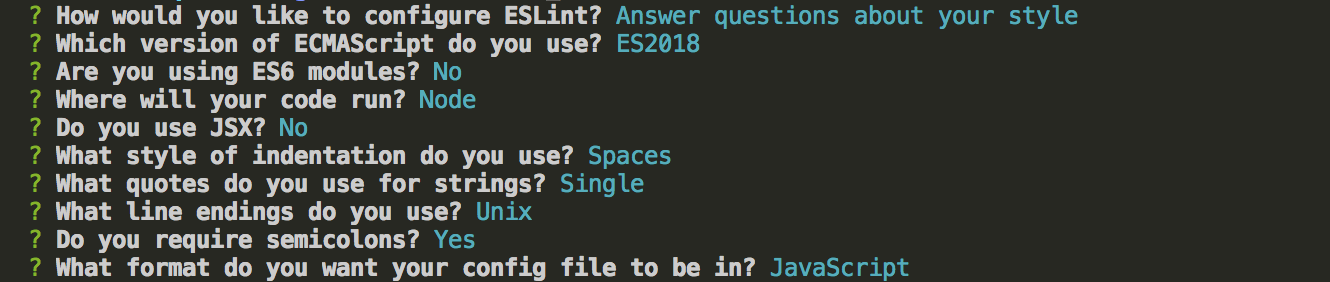 ? How would you like to configure ESLint? Answer questions about your style
? Which version of ECMAScript do you use? ES2018
? Are you using ES6 modules? No
? Where will your code run? Node
? Do you use JSX? No
? What style of indentation do you use? Spaces
? What quotes do you use for strings? Single
? What line endings do you use? Unix
? Do you require semicolons? Yes
? What format do you want your config file to be in? JavaScript